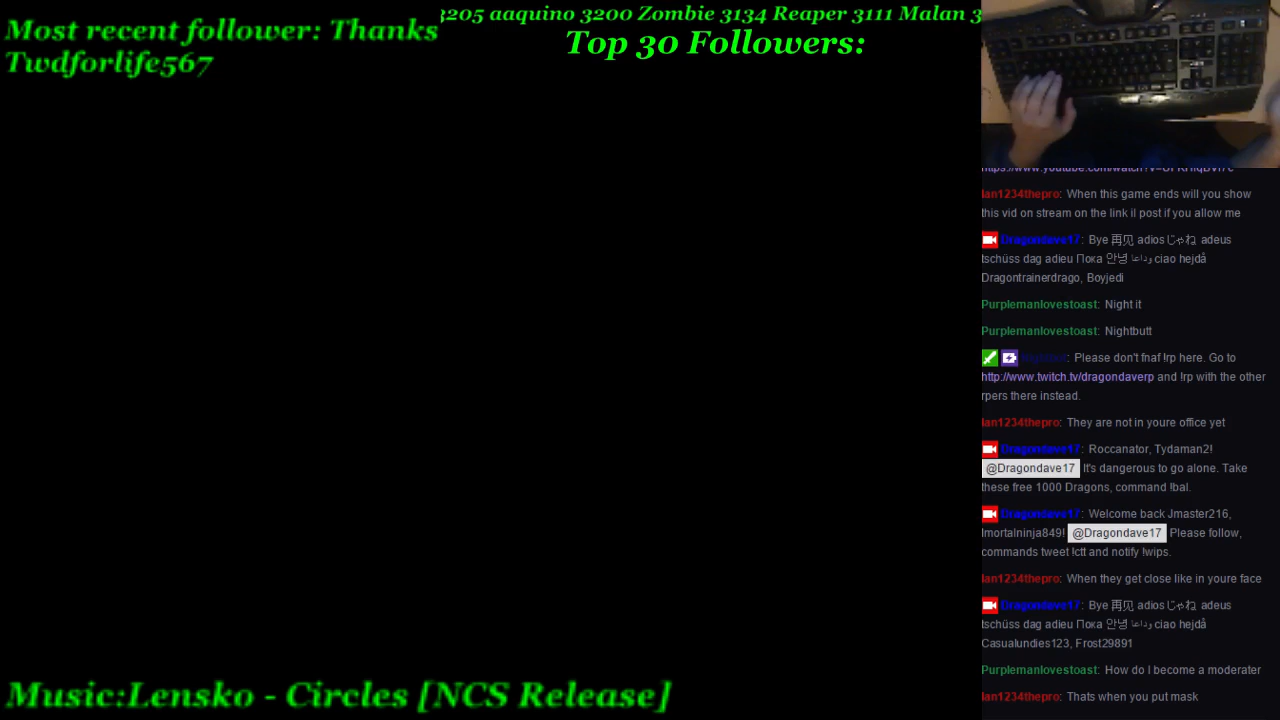 Most recent follower: Thanks
Twdforlife567
3205 aaquino 3200 Zombie 3134 Reaper 3111 Malan 3
Top 30 Followers:
Ian1234thepro: When this game ends will you show
this vid on stream on the link il post if you allow me
Dragondave17: Bye 再见 adios じゃね adeus
tschüss dag adieu Пока 안녕 وداعا ciao hejdå
Dragontrainerdrago, Boyjedi
Purplemanlovestoast: Night it
Purplemanlovestoast: Nightbutt
: Please don't fnaf !rp here. Go to
http://www.twitch.tv/dragondaverp and !rp with the other
rpers there instead.
Ian1234thepro: They are not in youre office yet
Dragondave17: Roccanator, Tydaman2!
@Dragondave17 It's dangerous to go alone. Take
these free 1000 Dragons, command !bal.
Dragondave17: Welcome back Jmaster216,
Imortalninja849! @Dragondave17 Please follow,
commands tweet !ctt and notify !wips.
Ian1234thepro: When they get close like in youre face
Dragondave17: Bye 再见 adios じゃね adeus
tschüss dag adieu Пока 안녕 وداعا ciao hejdå
Casualundies123, Frost29891
Purplemanlovestoast: How do I become a moderater
Ian1234thepro: Thats when you put mask
Music:Lensko - Circles [NCS Release]